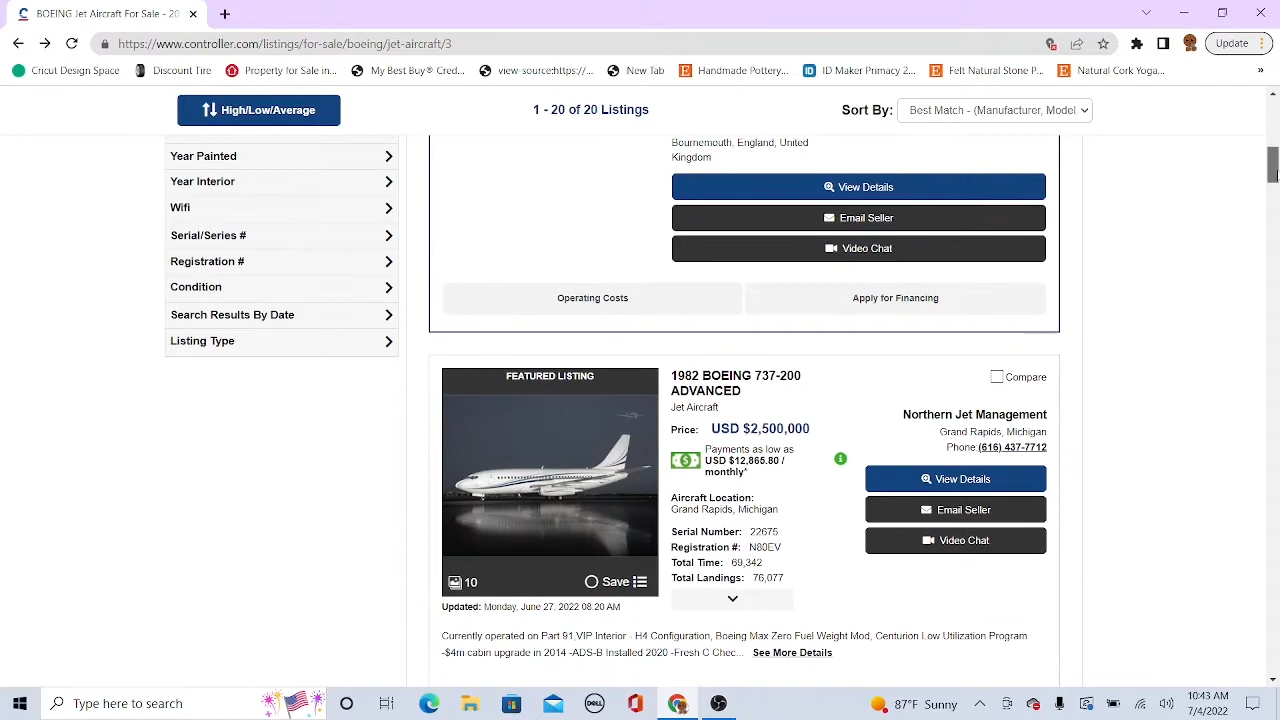 BOEING Jet Aircraft For Sale - 20
https://www.controller.com/listings/for-sale/boeing/jet-aircraft/3
Update
Cricut Design Space
Discount Tire
Property for Sale in...
My Best Buy® Cred...
view-source:https://...
New Tab
Handmade Pottery...
ID Maker Primacy 2...
Felt Natural Stone P...
Natural Cork Yoga...
»
High/Low/Average
1 - 20 of 20 Listings
Sort By:
Best Match - (Manufacturer, Model
Year Painted
Year Interior
Wifi
Serial/Series #
Registration #
Condition
Search Results By Date
Listing Type
Bournemouth, England, United
Kingdom
View Details
Email Seller
Video Chat
Operating Costs
Apply for Financing
FEATURED LISTING
10
Save
Updated: Monday, June 27, 2022 08:20 AM
1982 BOEING 737-200
ADVANCED
Jet Aircraft
Price: USD $2,500,000
Payments as low as
USD $12,865.80 /
monthly^
Aircraft Location:
Grand Rapids, Michigan
Serial Number: 22675
Registration #: N80EV
Total Time: 69,342
Total Landings: 76,077
Compare
Northern Jet Management
Grand Rapids, Michigan
Phone:(616) 437-7712
View Details
Email Seller
Video Chat
Currently operated on Part 91,VIP Interior - H4 Configuration, Boeing Max Zero Fuel Weight Mod, Centurion Low Utilization Program
-$4m cabin upgrade in 2014 -ADS-B Installed 2020 -Fresh C Chec... See More Details
Type here to search
DELL
87°F Sunny
10:43 AM
7/4/2022